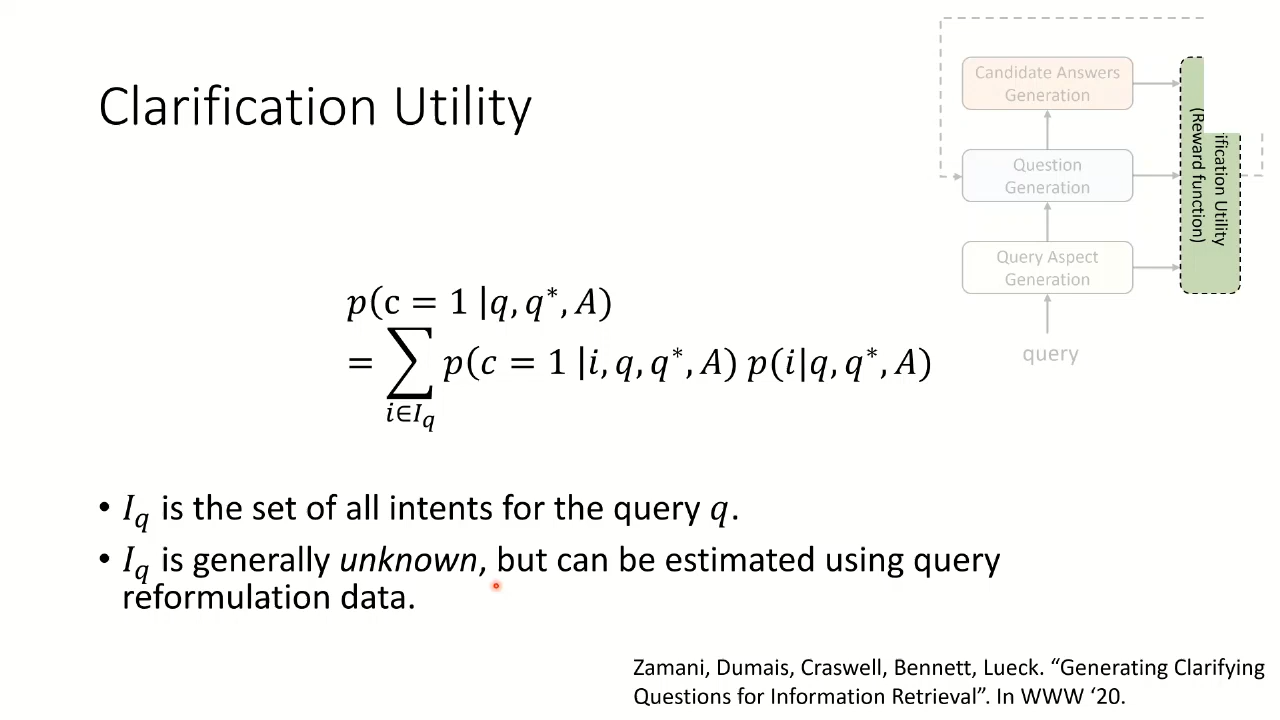 Clarification Utility
Candidate Answers
Generation
Question
Generation
Query Aspect
Generation
query
ification Utility
(Reward function)
p(c = 1 |q, q*, A)
= ∑ p(c = 1 |i, q, q*, A) p(i|q, q*, A)
i∈I_q
• I_q is the set of all intents for the query q.
• I_q is generally unknown, but can be estimated using query
reformulation data.
Zamani, Dumais, Craswell, Bennett, Lueck. “Generating Clarifying
Questions for Information Retrieval”. In WWW ‘20.